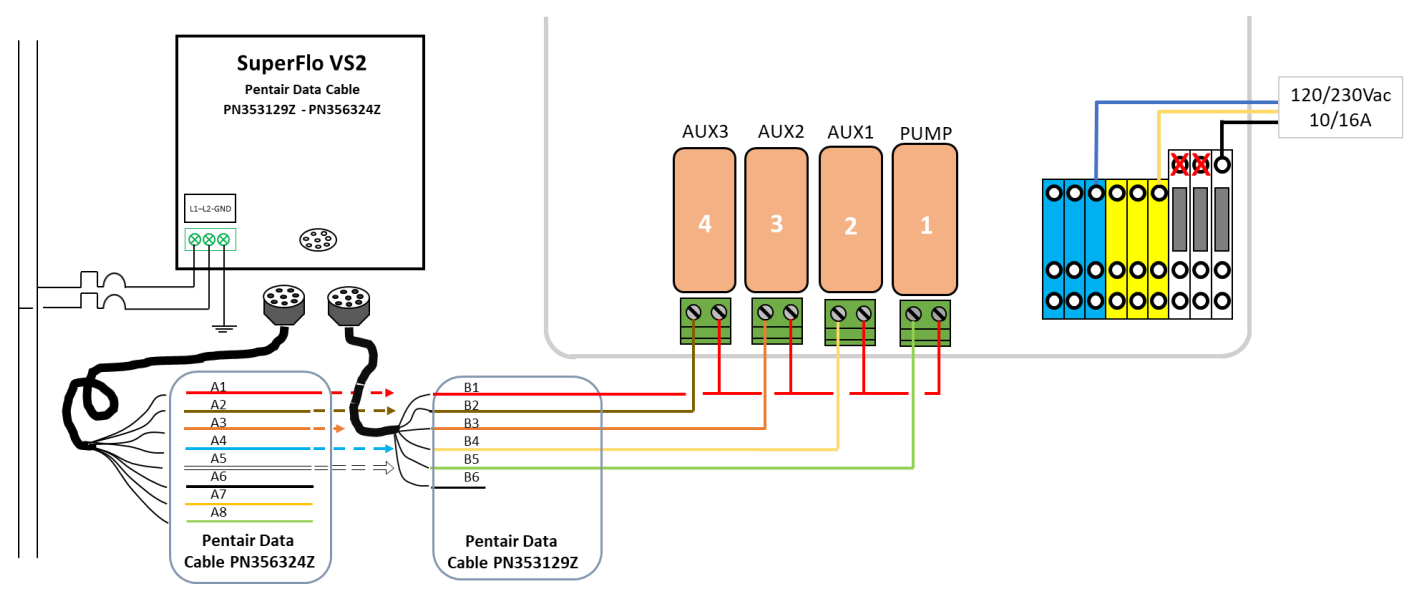 SuperFlo VS2
Pentair Data Cable
PN353129Z - PN356324Z
L1–L2-GND
120/230Vac
10/16A
AUX3
AUX2
AUX1
PUMP
4
3
2
1
A1
A2
A3
A4
A5
A6
A7
A8
Pentair Data
Cable PN356324Z
B1
B2
B3
B4
B5
B6
Pentair Data
Cable PN353129Z